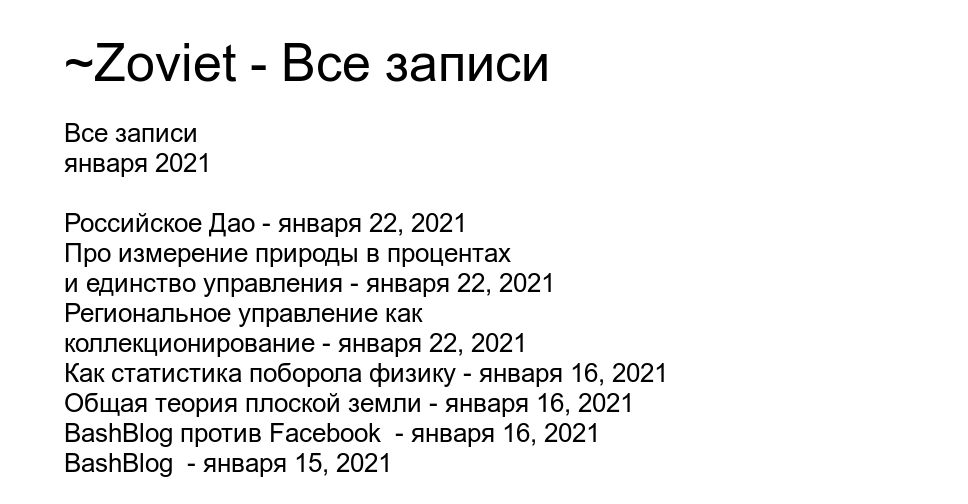 ~Zoviet - Все записи
Все записи
января 2021
Российское Дао - января 22, 2021
Про измерение природы в процентах
и единство управления - января 22, 2021
Региональное управление как
коллекционирование - января 22, 2021
Как статистика поборола физику - января 16, 2021
Общая теория плоской земли - января 16, 2021
BashBlog против Facebook  - января 16, 2021
BashBlog  - января 15, 2021